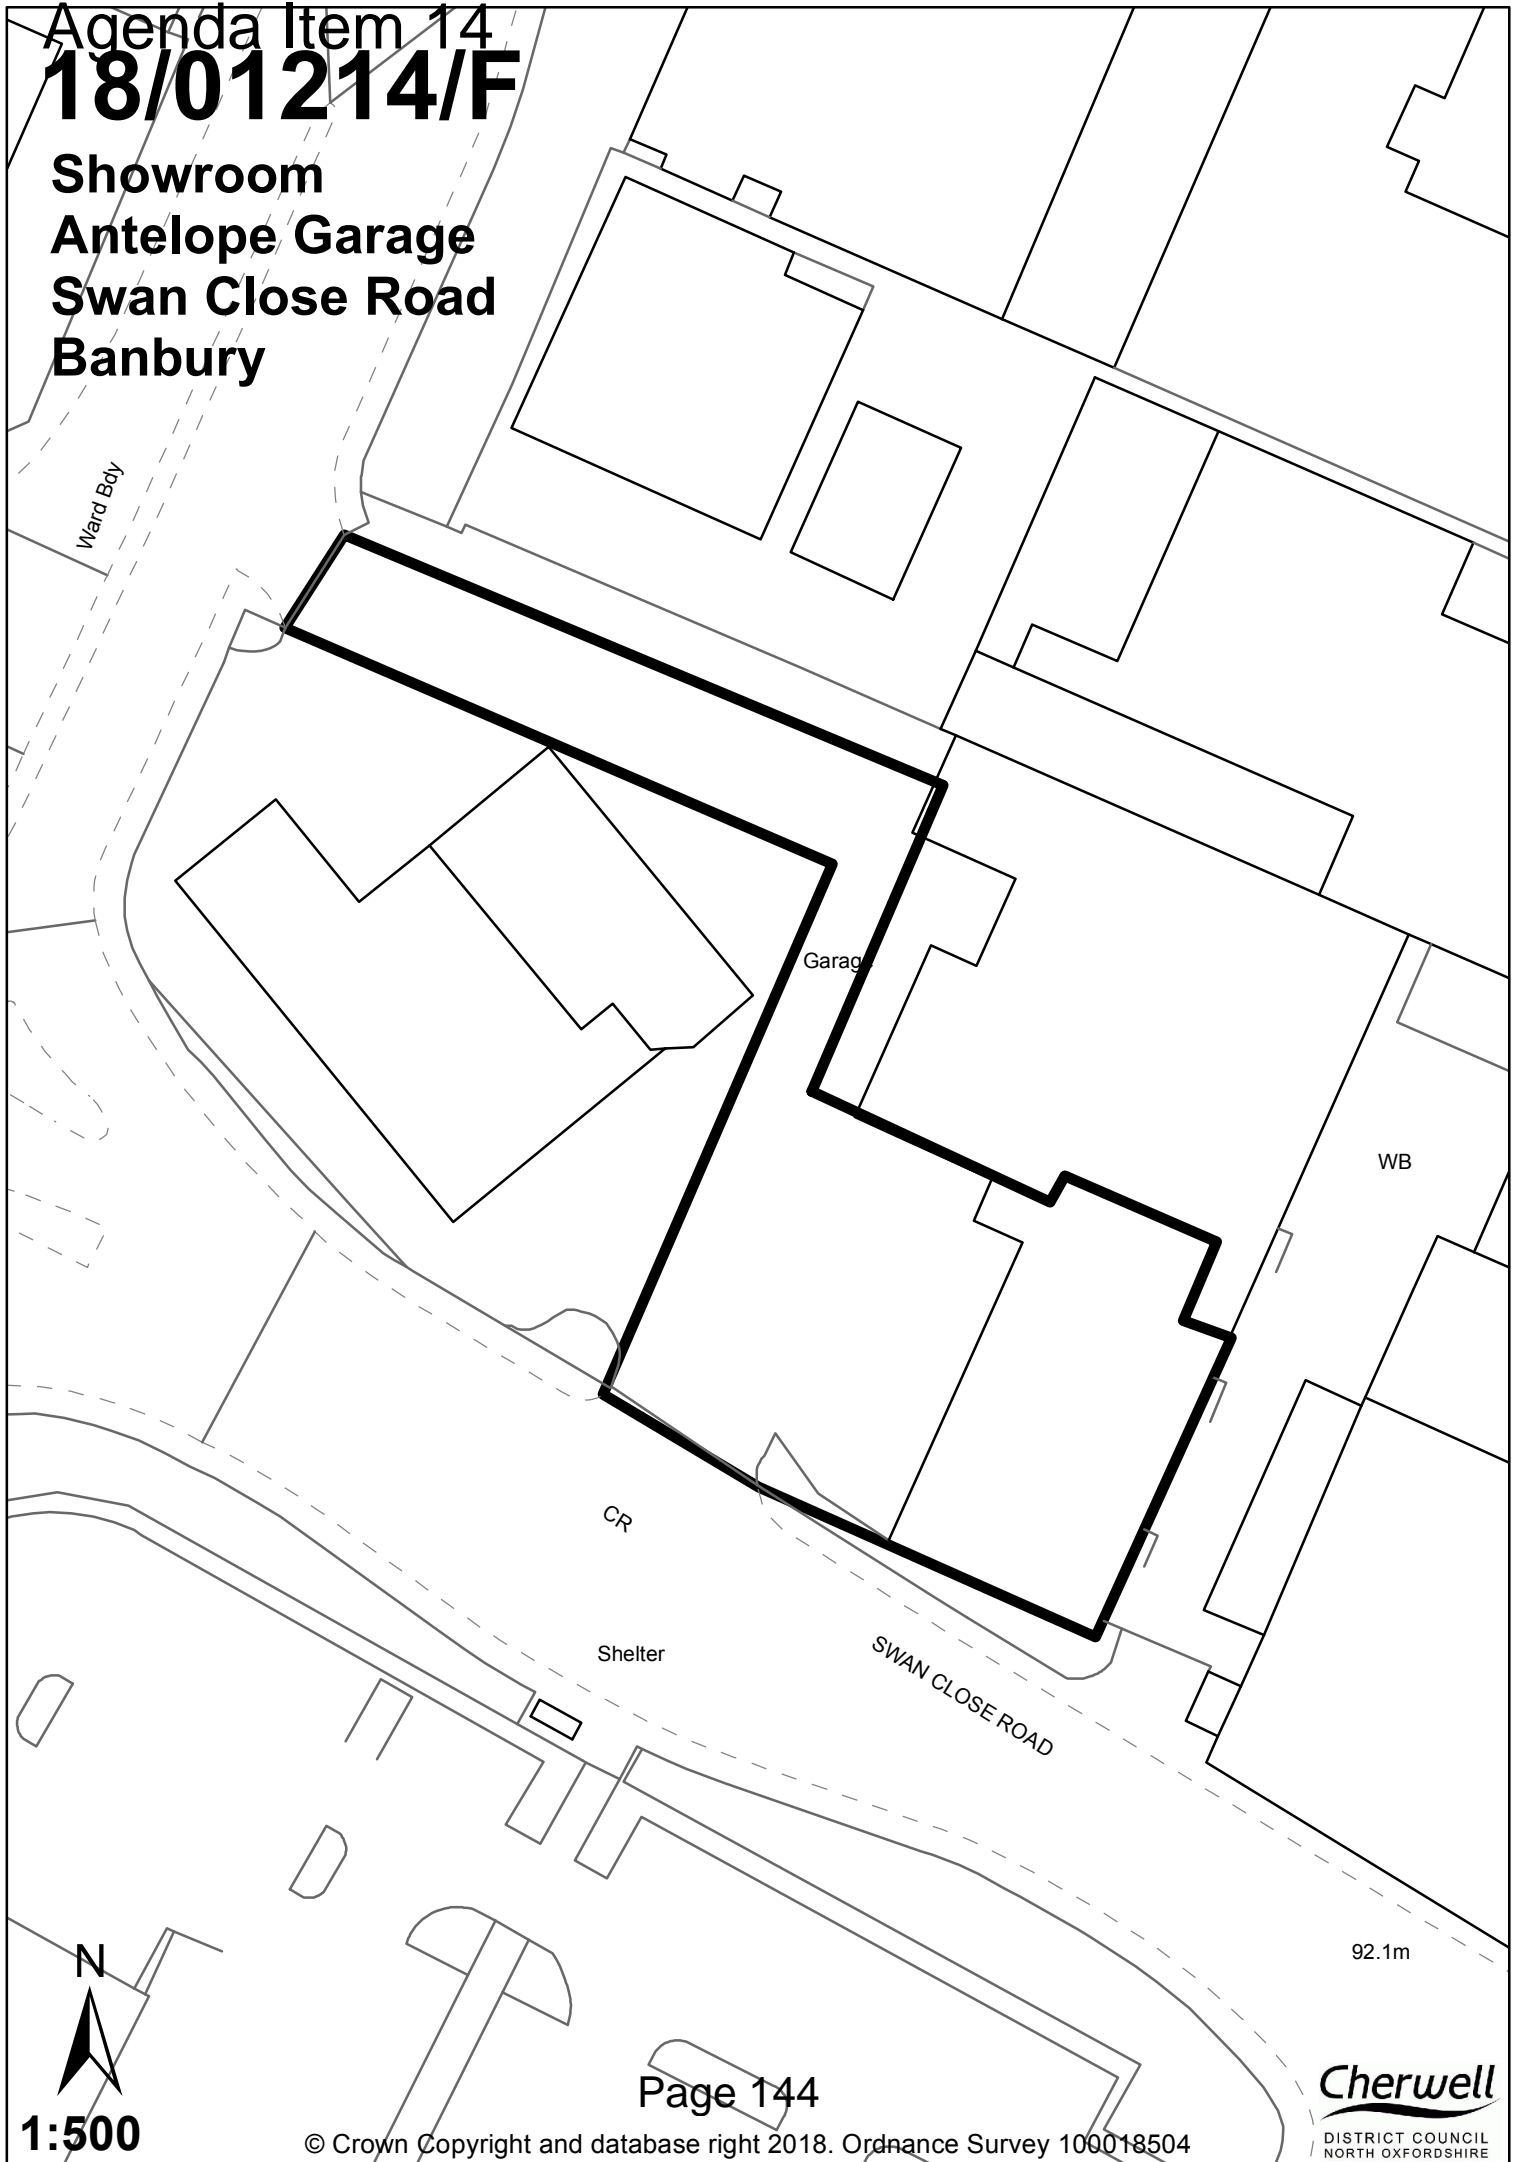 Agenda Item 14
18/01214/F
Showroom
Antelope Garage
Swan Close Road
Banbury
Ward Bdy
Garage
WB
CR
Shelter
SWAN CLOSE ROAD
92.1m
N
1:500
Page 144
© Crown Copyright and database right 2018. Ordnance Survey 100018504
Cherwell
DISTRICT COUNCIL
NORTH OXFORDSHIRE